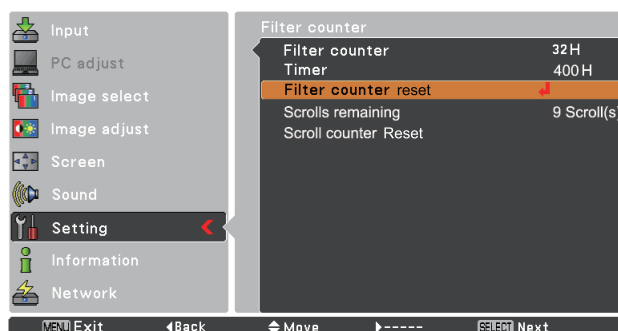 Input
PC adjust
Image select
Image adjust
Screen
Sound
Setting
Information
Network
Filter counter
Filter counter 32H
Timer 400H
Filter counter reset
Scrolls remaining 9 Scroll(s)
Scroll counter Reset
MENU Exit ◀Back Move ▶----- SELECT Next